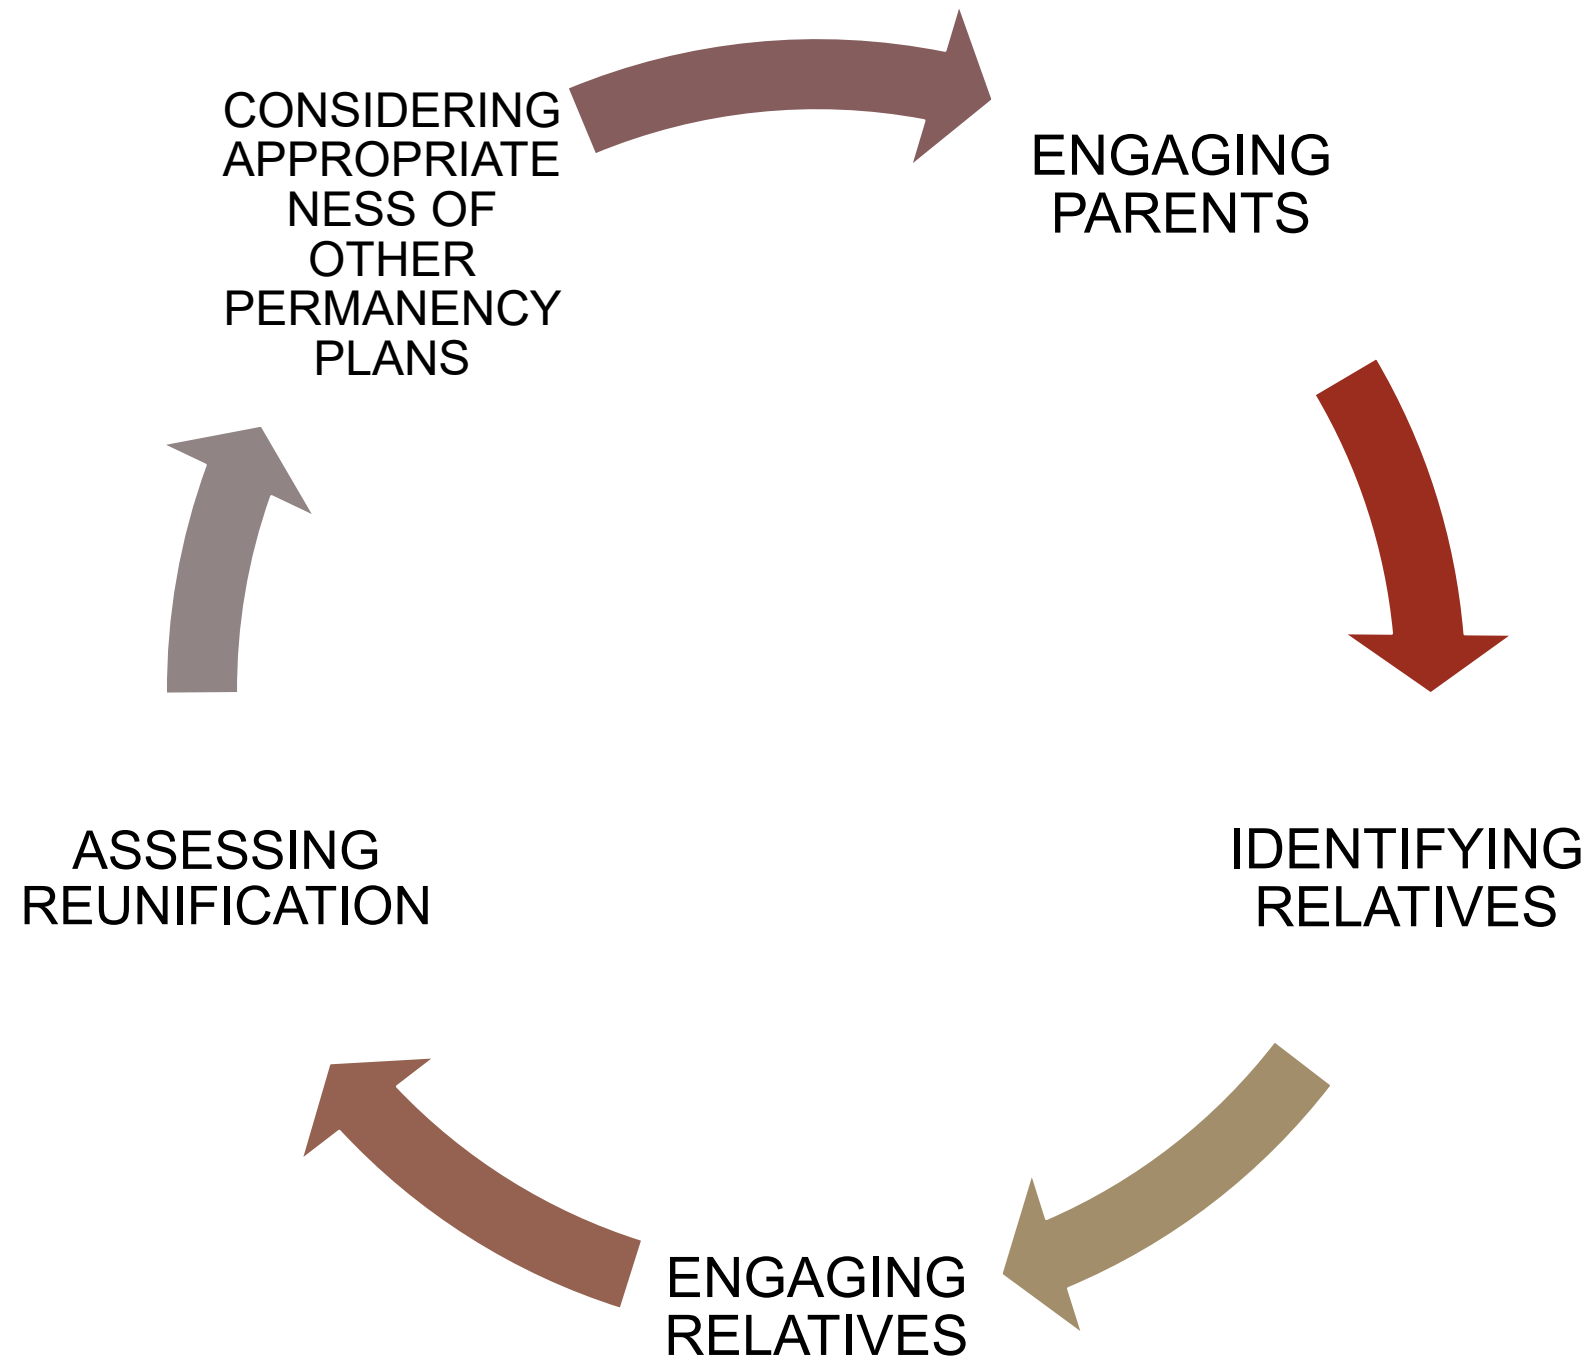 CONSIDERING
APPROPRIATE
NESS OF
OTHER
PERMANENCY
PLANS
ENGAGING
PARENTS
IDENTIFYING
RELATIVES
ENGAGING
RELATIVES
ASSESSING
REUNIFICATION